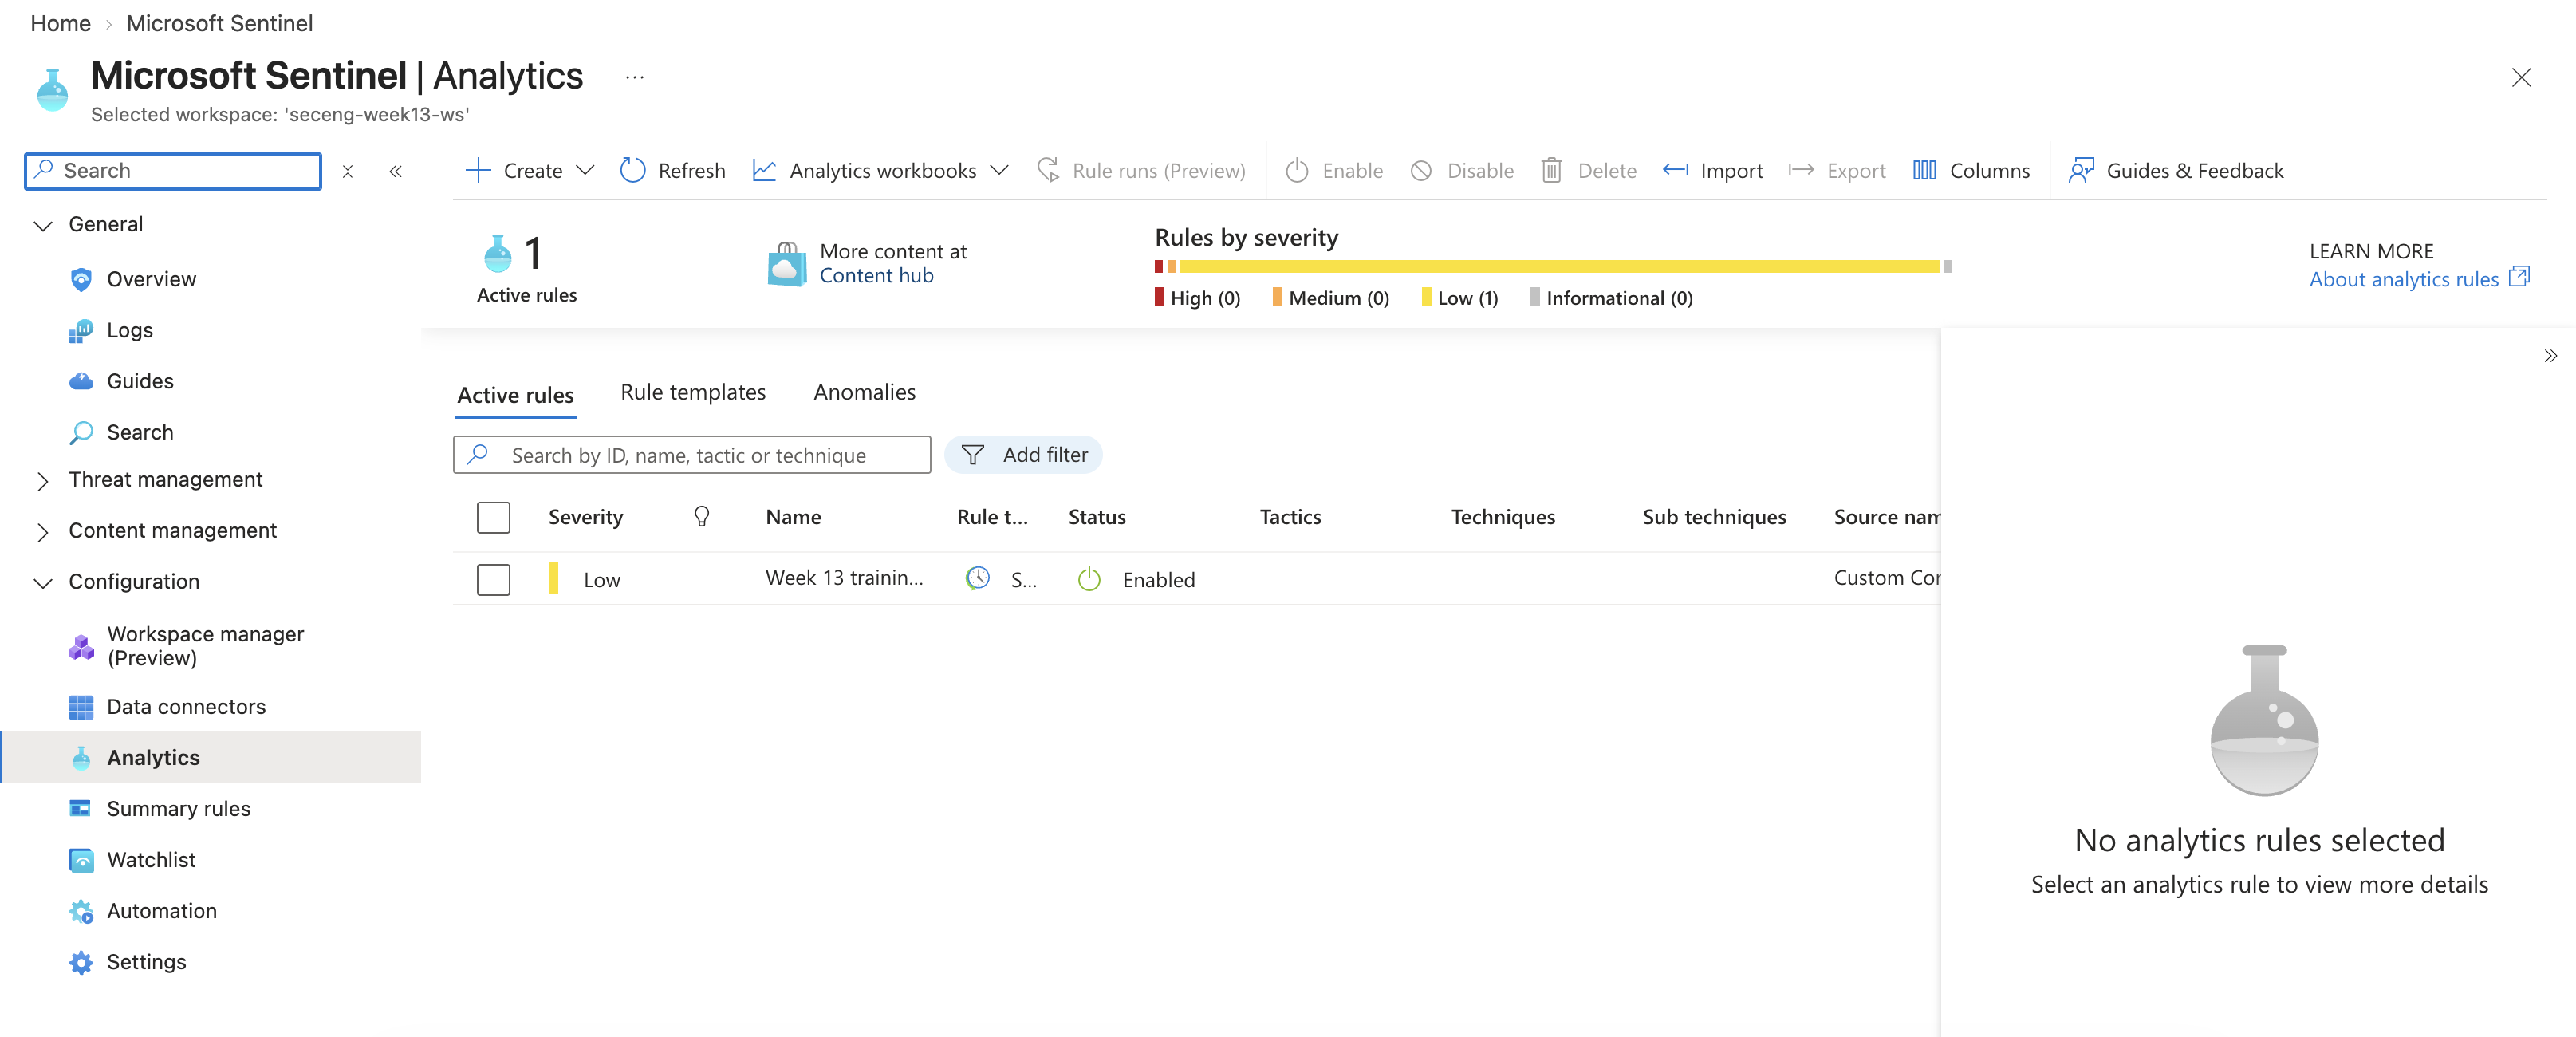 Home > Microsoft Sentinel
Microsoft Sentinel | Analytics ...
Selected workspace: 'seceng-week13-ws'
Search
General
Overview
Logs
Guides
Search
Threat management
Content management
Configuration
Workspace manager
(Preview)
Data connectors
Analytics
Summary rules
Watchlist
Automation
Settings
Create Refresh Analytics workbooks Rule runs (Preview) Enable Disable Delete Import Export Columns Guides & Feedback
1
Active rules
More content at
Content hub
Rules by severity
High (0) Medium (0) Low (1) Informational (0)
LEARN MORE
About analytics rules
Active rules Rule templates Anomalies
Search by ID, name, tactic or technique Add filter
Severity Name Rule t... Status Tactics Techniques Sub techniques Source nam
Low Week 13 trainin... S... Enabled Custom Con
No analytics rules selected
Select an analytics rule to view more details